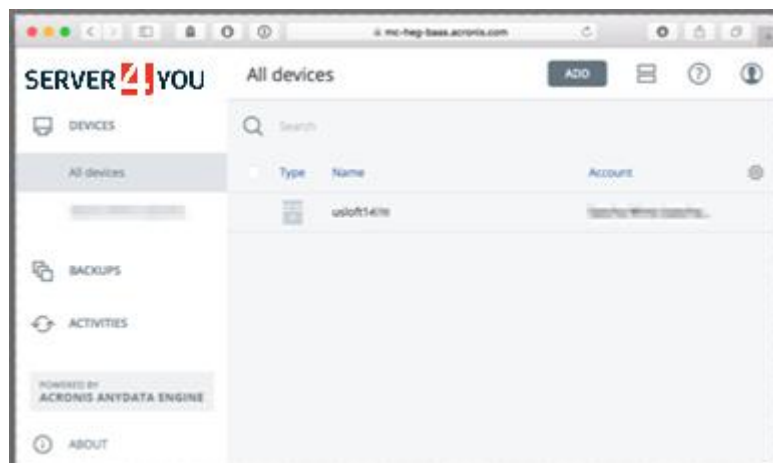 mc-heg-baas.acronis.com
SERVER4YOU
All devices
ADD
DEVICES
Search
All devices
Type Name Account
BACKUPS
ACTIVITIES
POWERED BY
ACRONIS ANYDATA ENGINE
ABOUT